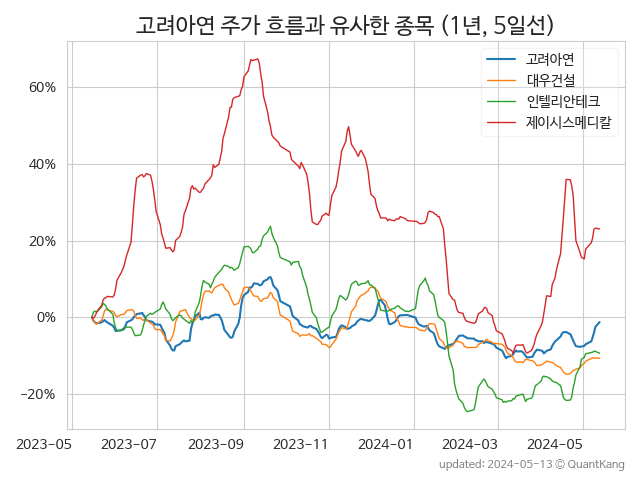 고려아연 주가 흐름과 유사한 종목 (1년, 5일선)
고려아연
대우건설
인텔리안테크
제이시스메디칼
60%
40%
20%
0%
−20%
2023-05 2023-07 2023-09 2023-11 2024-01 2024-03 2024-05
updated: 2024-05-13 ⓒ QuantKang